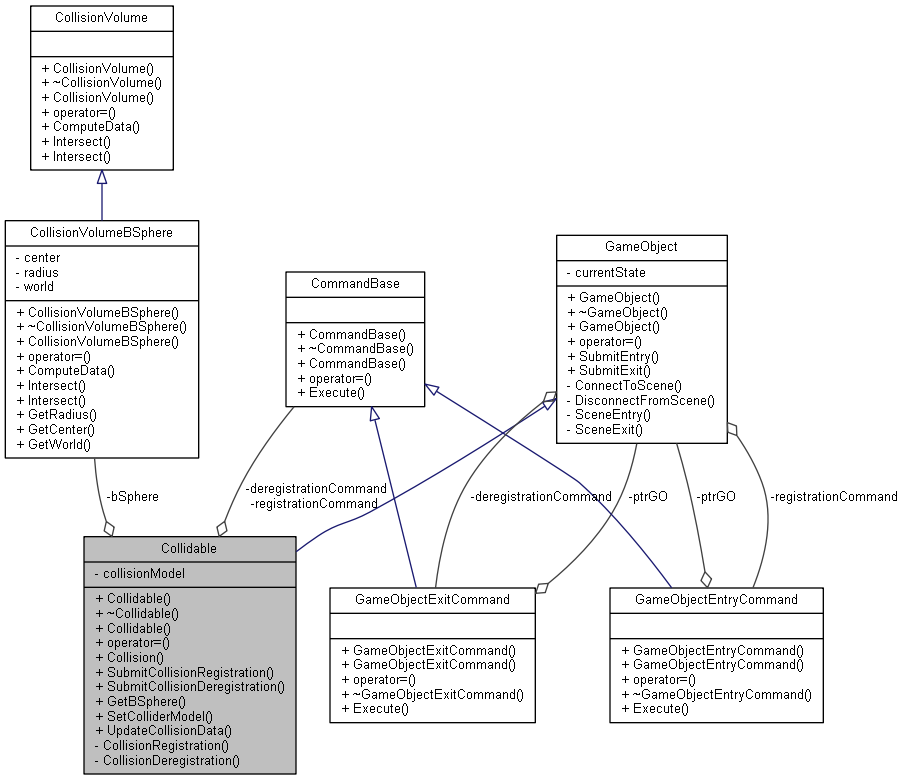 CollisionVolume
+ CollisionVolume()
+ ~CollisionVolume()
+ CollisionVolume()
+ operator=()
+ ComputeData()
+ Intersect()
+ Intersect()
CollisionVolumeBSphere
- center
- radius
- world
+ CollisionVolumeBSphere()
+ ~CollisionVolumeBSphere()
+ CollisionVolumeBSphere()
+ operator=()
+ ComputeData()
+ Intersect()
+ Intersect()
+ GetRadius()
+ GetCenter()
+ GetWorld()
CommandBase
+ CommandBase()
+ ~CommandBase()
+ CommandBase()
+ operator=()
+ Execute()
GameObject
- currentState
+ GameObject()
+ ~GameObject()
+ GameObject()
+ operator=()
+ SubmitEntry()
+ SubmitExit()
- ConnectToScene()
- DisconnectFromScene()
- SceneEntry()
- SceneExit()
-bSphere
-deregistrationCommand
-registrationCommand
-deregistrationCommand
-ptrGO
-ptrGO
-registrationCommand
Collidable
- collisionModel
+ Collidable()
+ ~Collidable()
+ Collidable()
+ operator=()
+ Collision()
+ SubmitCollisionRegistration()
+ SubmitCollisionDeregistration()
+ GetBSphere()
+ SetColliderModel()
+ UpdateCollisionData()
- CollisionRegistration()
- CollisionDeregistration()
GameObjectExitCommand
+ GameObjectExitCommand()
+ GameObjectExitCommand()
+ operator=()
+ ~GameObjectExitCommand()
+ Execute()
GameObjectEntryCommand
+ GameObjectEntryCommand()
+ GameObjectEntryCommand()
+ operator=()
+ ~GameObjectEntryCommand()
+ Execute()